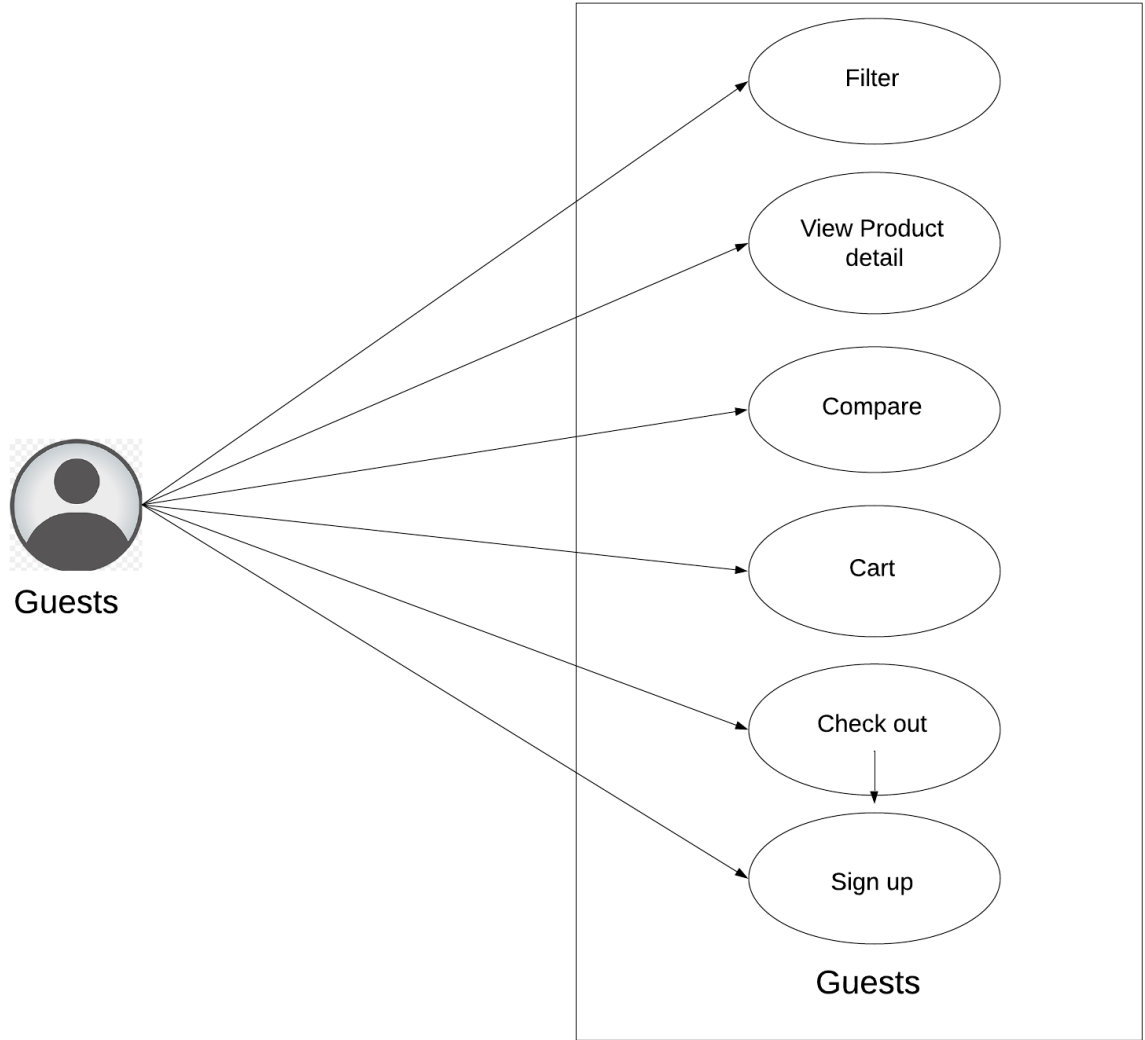 Filter
View Product
detail
Compare
Cart
Guests
Check out
Sign up
Guests